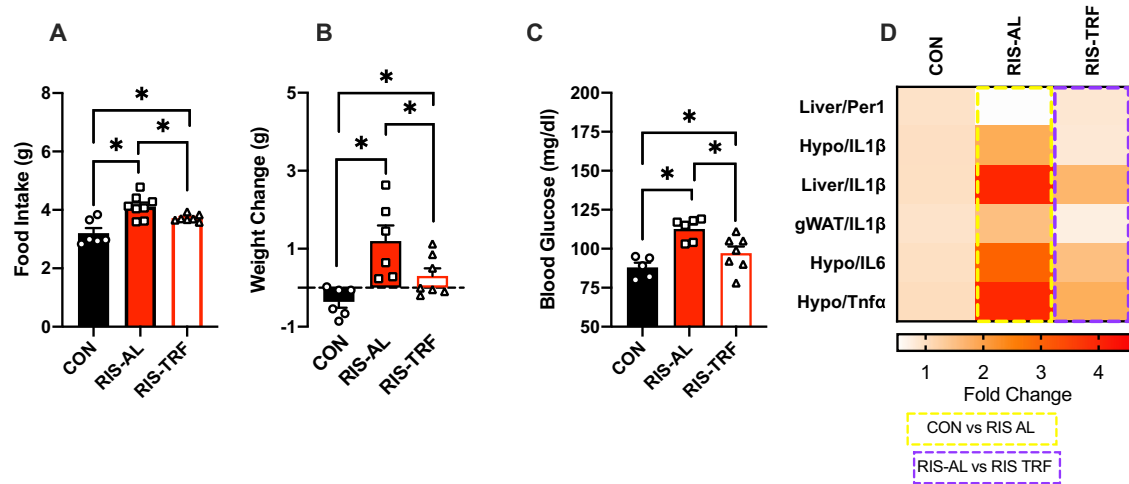 A
Food Intake (g)
8
6
4
2
0
*
*
*
CON
RIS-AL
RIS-TRF
B
Weight Change (g)
5
3
1
-1
*
*
*
CON
RIS-AL
RIS-TRF
C
Blood Glucose (mg/dl)
200
175
150
125
100
75
50
*
*
*
CON
RIS-AL
RIS-TRF
D
CON
RIS-AL
RIS-TRF
Liver/Per1
Hypo/IL1β
Liver/IL1β
gWAT/IL1β
Hypo/IL6
Hypo/Tnfα
1 2 3 4
Fold Change
CON vs RIS AL
RIS-AL vs RIS TRF